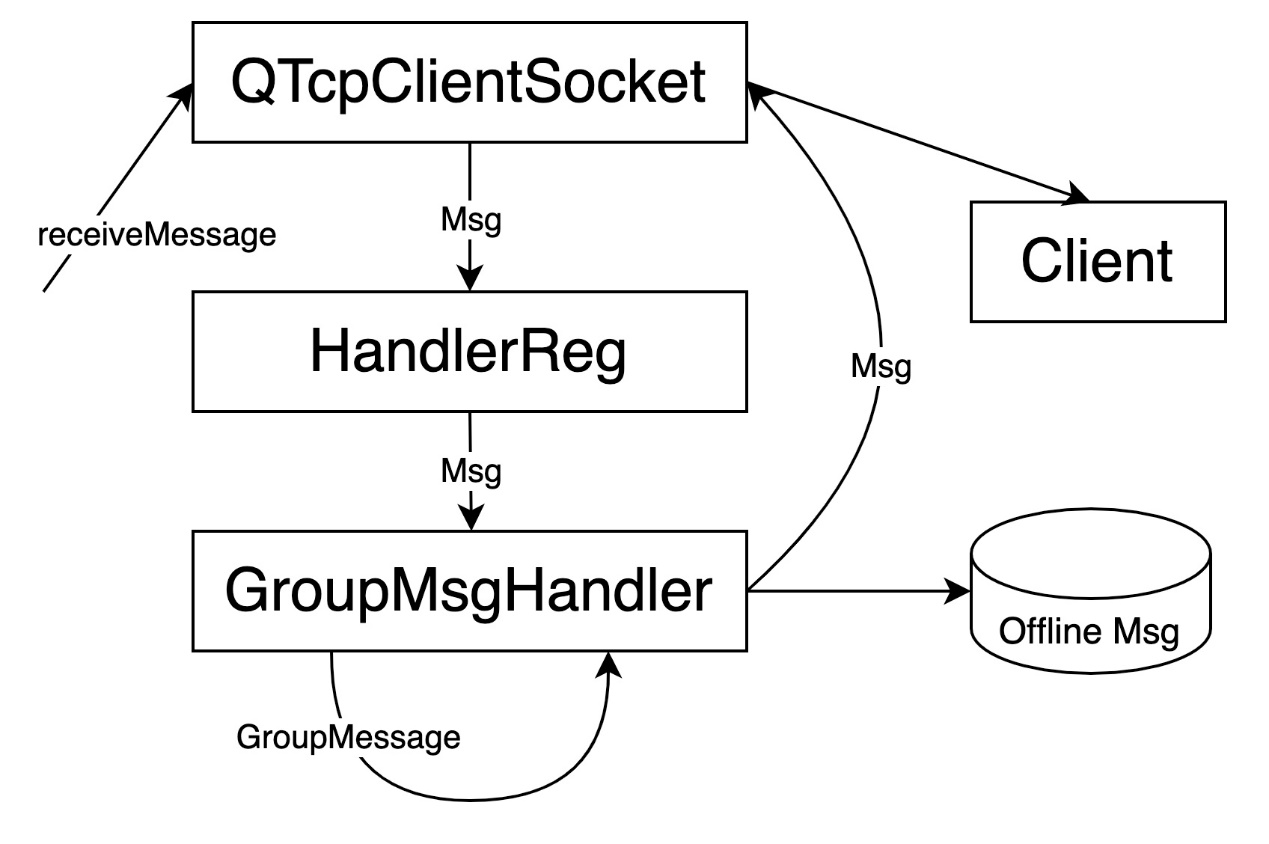 QTcpClientSocket
Msg
receiveMessage
Client
HandlerReg
Msg
Msg
GroupMsgHandler
Offline Msg
GroupMessage